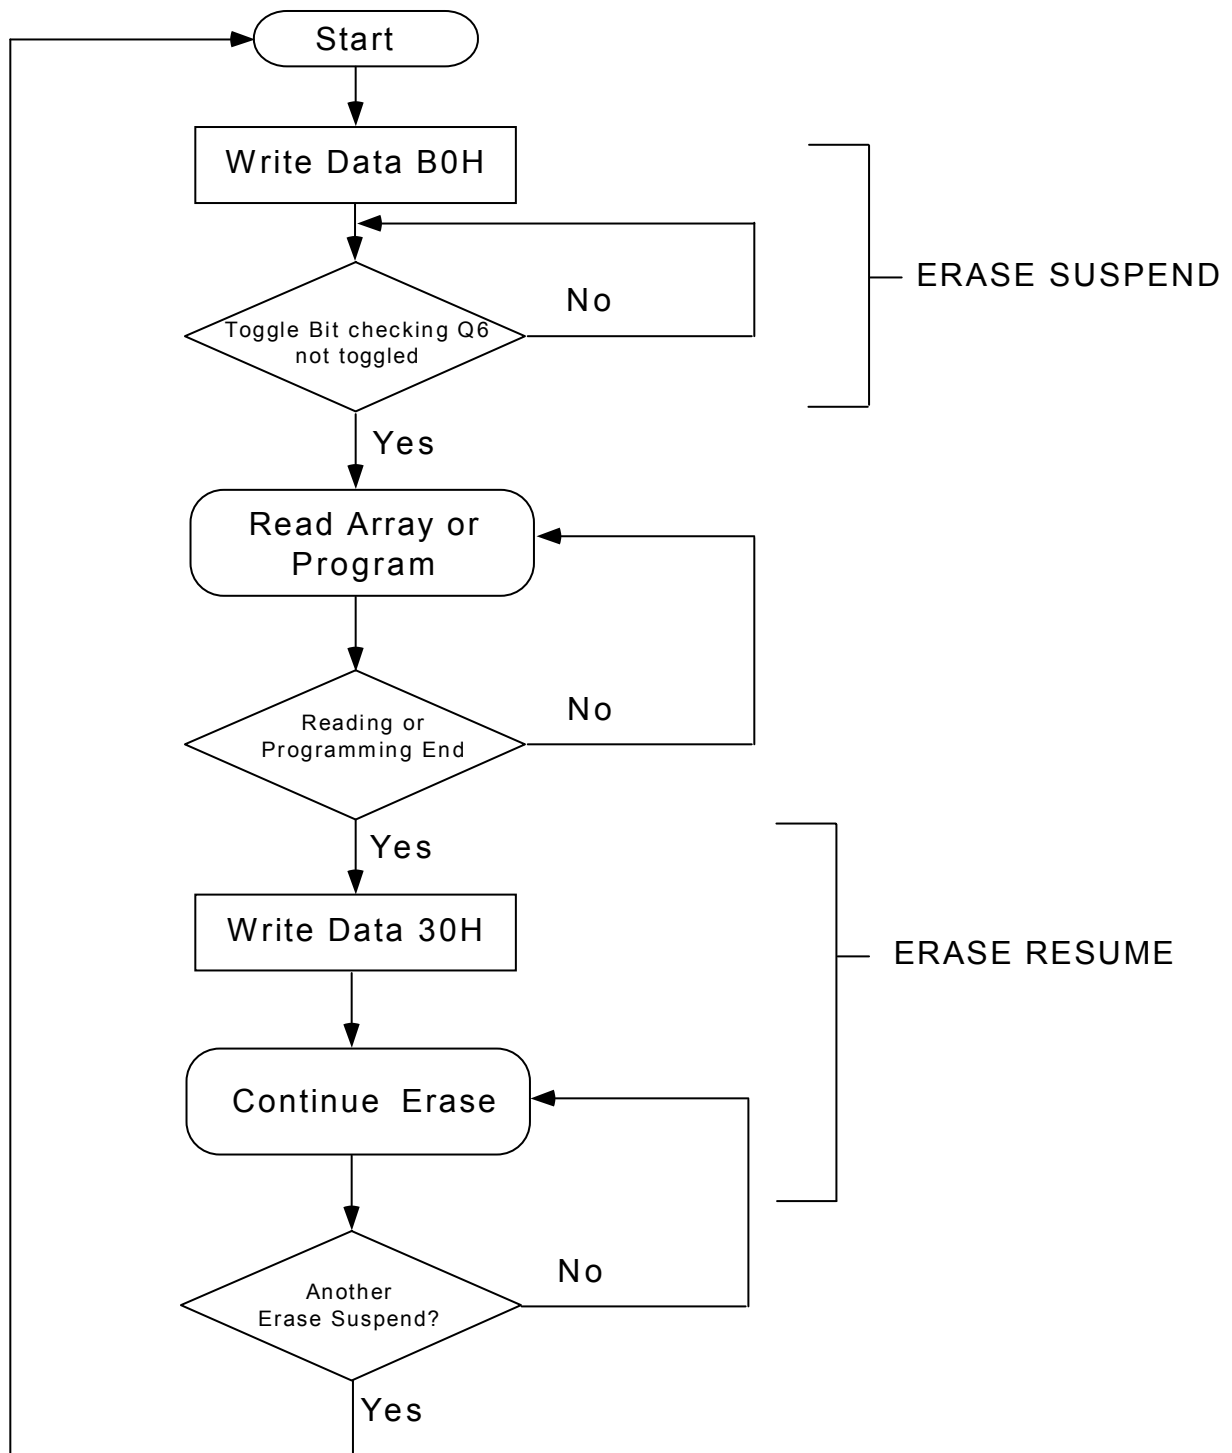 Start
Write Data B0H
ERASE SUSPEND
No
Toggle Bit checking Q6
not toggled
Yes
Read Array or
Program
No
Reading or
Programming End
Yes
Write Data 30H
ERASE RESUME
Continue Erase
No
Another
Erase Suspend?
Yes